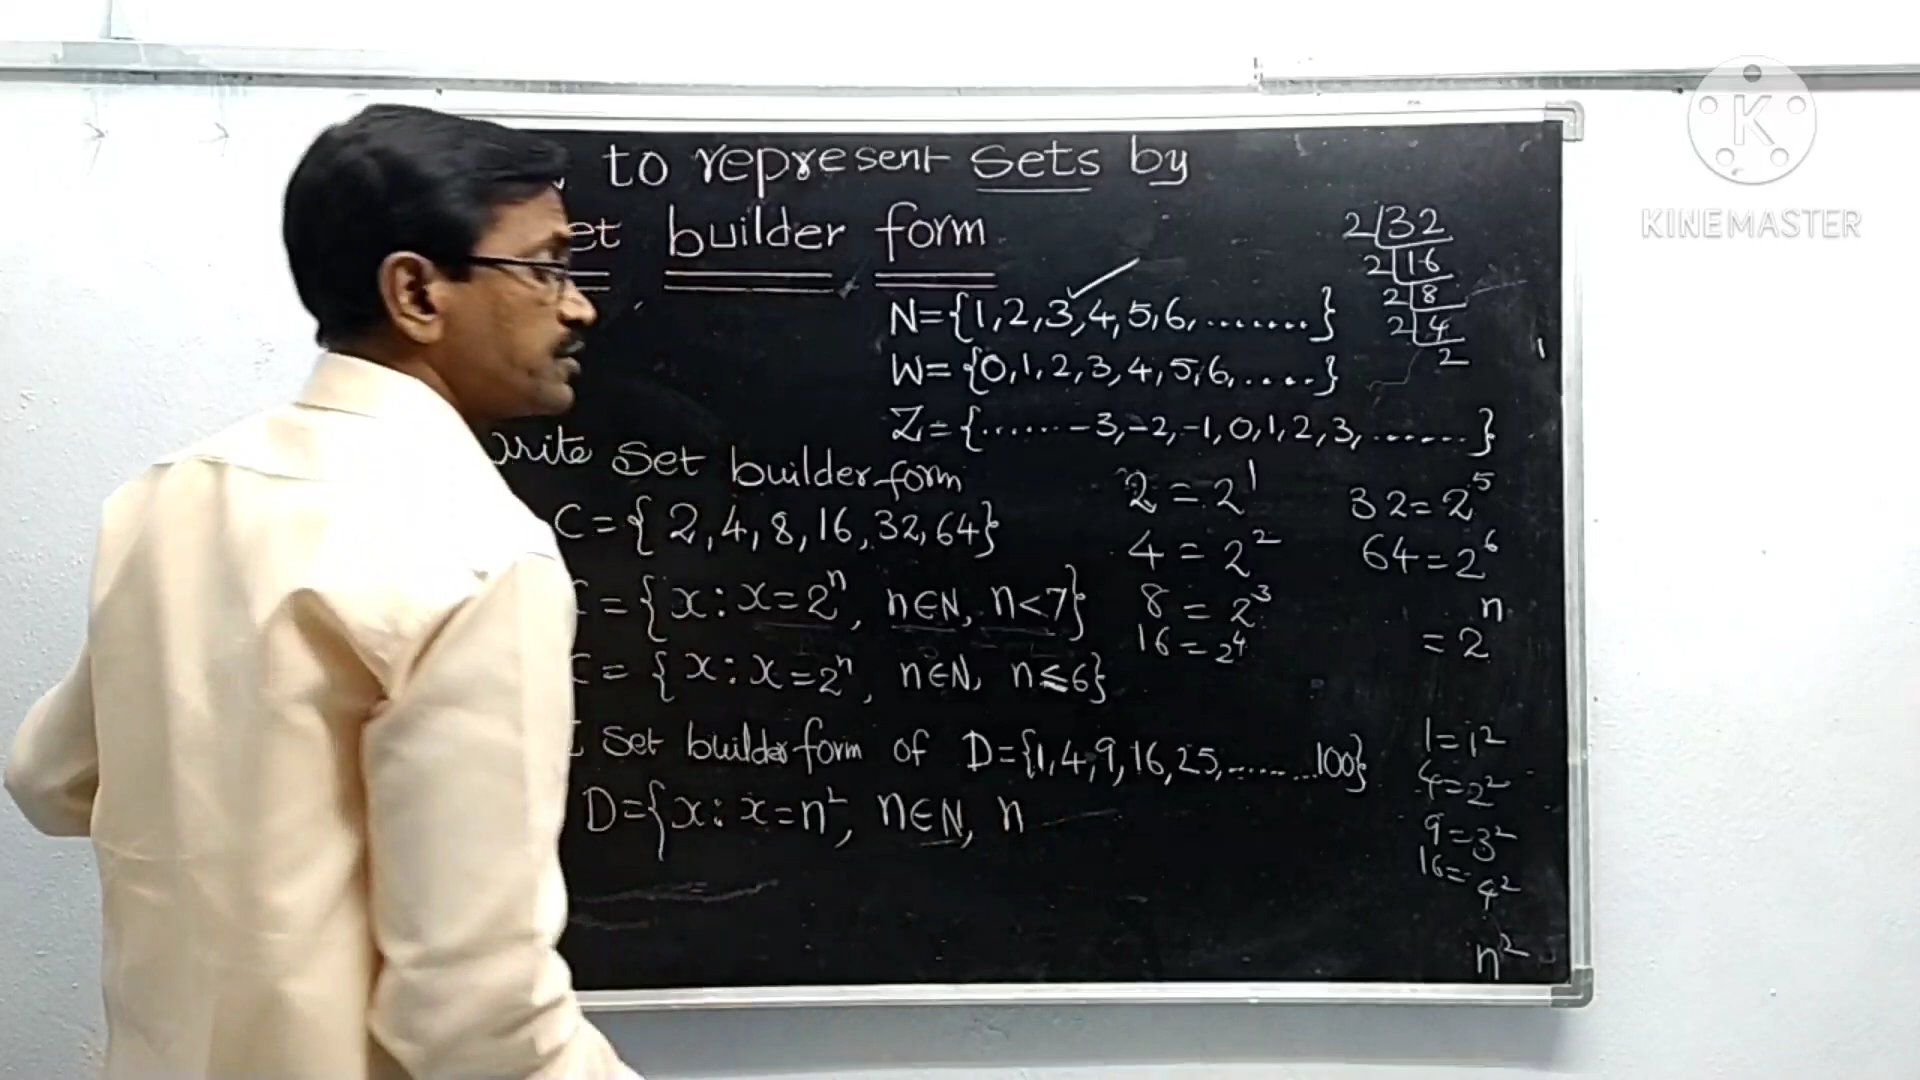 to represent sets by
et builder form
N={1,2,3,4,5,6,........}
W={0,1,2,3,4,5,6,.....}
Z={......-3,-2,-1,0,1,2,3,......}
2|32
2|16
2|8
2|4
2
write Set builder form
C={2,4,8,16,32,64}
C={x:x=2ⁿ, n∈N, n<7}
C={x:x=2ⁿ, n∈N, n≤6}
2=2¹
4=2²
8=2³
16=2⁴
32=2⁵
64=2⁶
=2ⁿ
Set builder form of D={1,4,9,16,25,.........100}
D={x:x=n², n∈N, n
1=1²
4=2²
9=3²
16=4²
n²
K
KINEMASTER